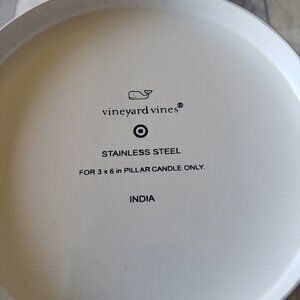 vineyard vines®
STAINLESS STEEL
FOR 3 x 6 in PILLAR CANDLE ONLY.
INDIA